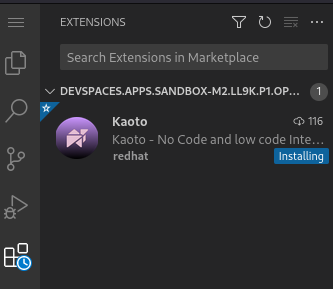 EXTENSIONS
Search Extensions in Marketplace
DEVSPACES.APPS.SANDBOX-M2.LL9K.P1.OP... 1
Kaoto 116
Kaoto - No Code and low code Inte...
redhat Installing